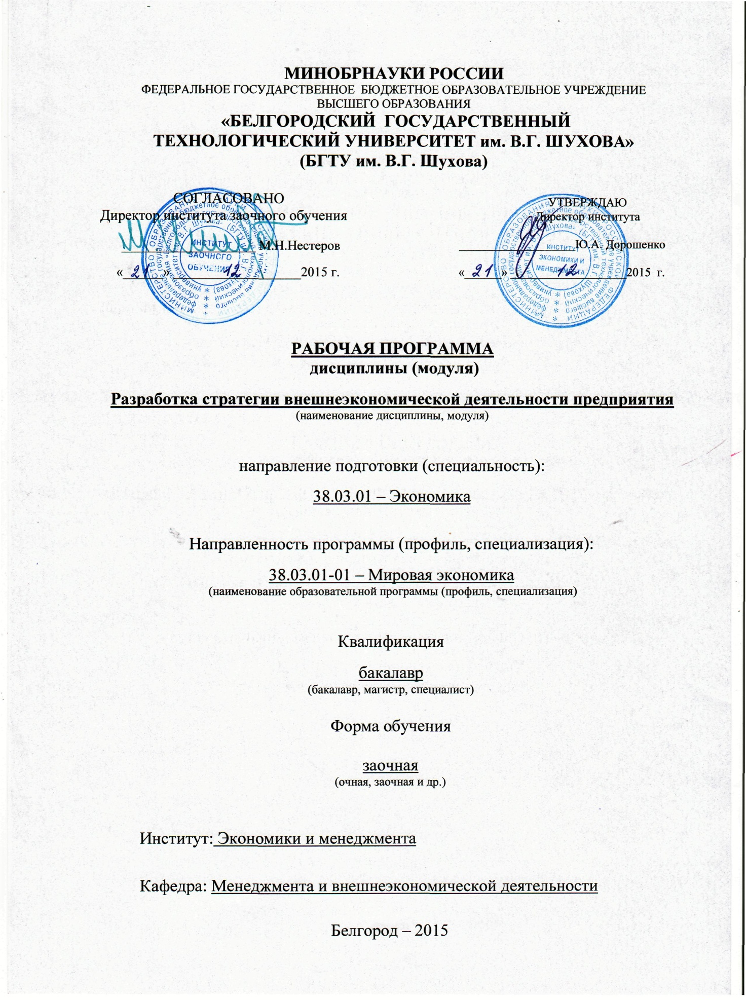 МИНОБРНАУКИ РОССИИ
ФЕДЕРАЛЬНОЕ ГОСУДАРСТВЕННОЕ БЮДЖЕТНОЕ ОБРАЗОВАТЕЛЬНОЕ УЧРЕЖДЕНИЕ
ВЫСШЕГО ОБРАЗОВАНИЯ
«БЕЛГОРОДСКИЙ ГОСУДАРСТВЕННЫЙ
ТЕХНОЛОГИЧЕСКИЙ УНИВЕРСИТЕТ им. В.Г. ШУХОВА»
(БГТУ им. В.Г. Шухова)
СОГЛАСОВАНО
Директор института заочного обучения
М.Н.Нестеров
«21» 12 2015 г.
ИНСТИТУТ
ЗАОЧНОГО
ОБУЧЕНИЯ
УТВЕРЖДАЮ
Директор института
Ю.А. Дорошенко
«21» 12 2015 г.
ИНСТИТУТ
ЭКОНОМИКИ И
МЕНЕДЖМЕНТА
РАБОЧАЯ ПРОГРАММА
дисциплины (модуля)
Разработка стратегии внешнеэкономической деятельности предприятия
(наименование дисциплины, модуля)
направление подготовки (специальность):
38.03.01 – Экономика
Направленность программы (профиль, специализация):
38.03.01-01 – Мировая экономика
(наименование образовательной программы (профиль, специализация)
Квалификация
бакалавр
(бакалавр, магистр, специалист)
Форма обучения
заочная
(очная, заочная и др.)
Институт: Экономики и менеджмента
Кафедра: Менеджмента и внешнеэкономической деятельности
Белгород – 2015